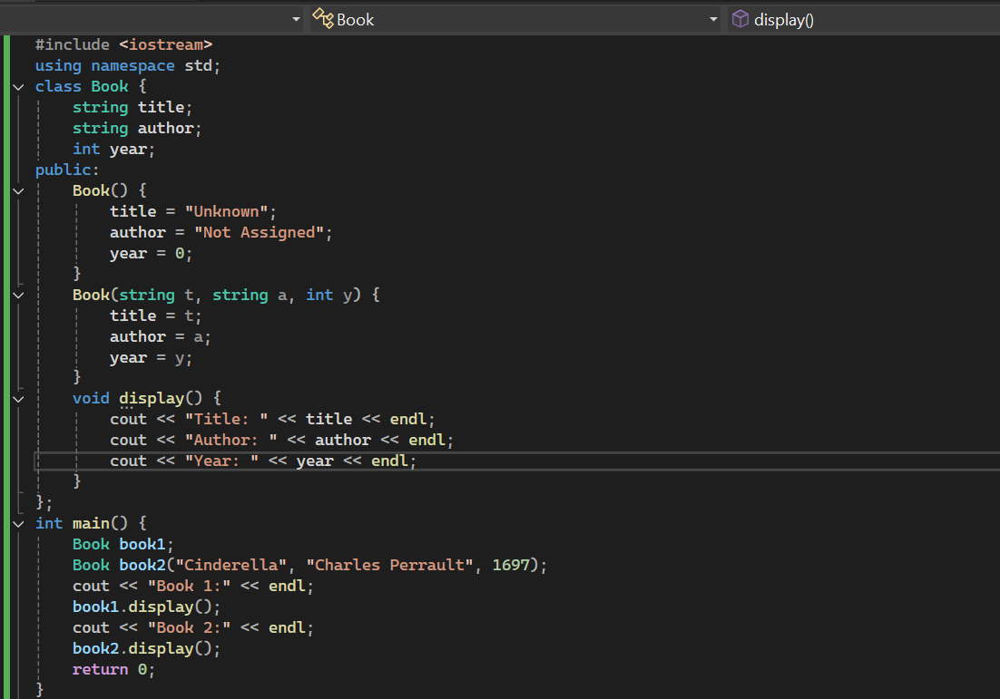 Book display()
#include <iostream>
using namespace std;
class Book {
    string title;
    string author;
    int year;
public:
    Book() {
        title = "Unknown";
        author = "Not Assigned";
        year = 0;
    }
    Book(string t, string a, int y) {
        title = t;
        author = a;
        year = y;
    }
    void display() {
        cout << "Title: " << title << endl;
        cout << "Author: " << author << endl;
        cout << "Year: " << year << endl;
    }
};
int main() {
    Book book1;
    Book book2("Cinderella", "Charles Perrault", 1697);
    cout << "Book 1:" << endl;
    book1.display();
    cout << "Book 2:" << endl;
    book2.display();
    return 0;
}